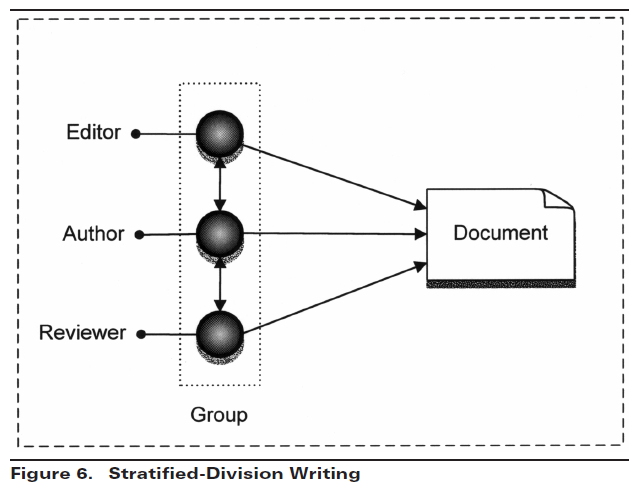 Editor
Author
Document
Reviewer
Group
Figure 6. Stratified-Division Writing